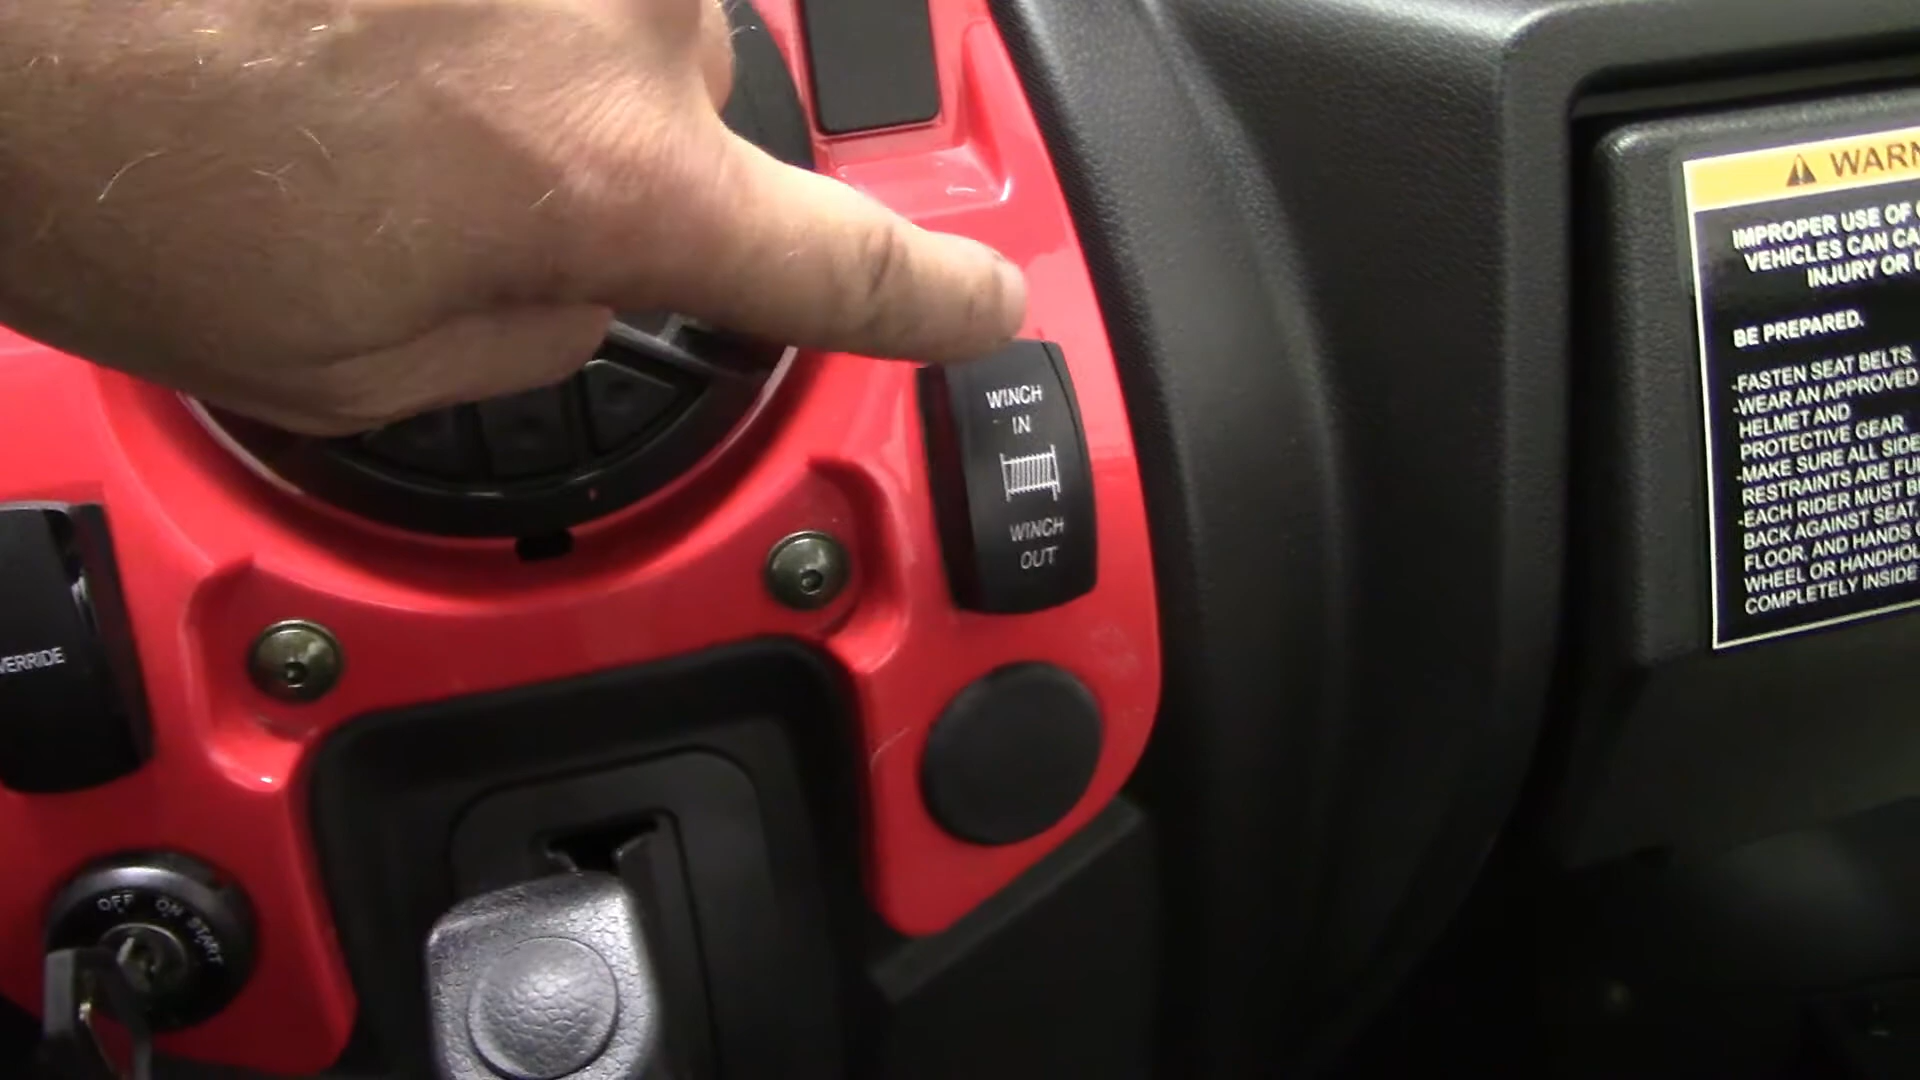 WINCH
IN
WINCH
OUT
VERRIDE
OFF ON START
WARN
IMPROPER USE OF
VEHICLES CAN CA
INJURY OR D
BE PREPARED.
-FASTEN SEAT BELTS.
-WEAR AN APPROVED
HELMET AND
PROTECTIVE GEAR.
-MAKE SURE ALL SIDE
RESTRAINTS ARE FU
-EACH RIDER MUST B
BACK AGAINST SEAT,
FLOOR, AND HANDS O
WHEEL OR HANDHOL
COMPLETELY INSIDE